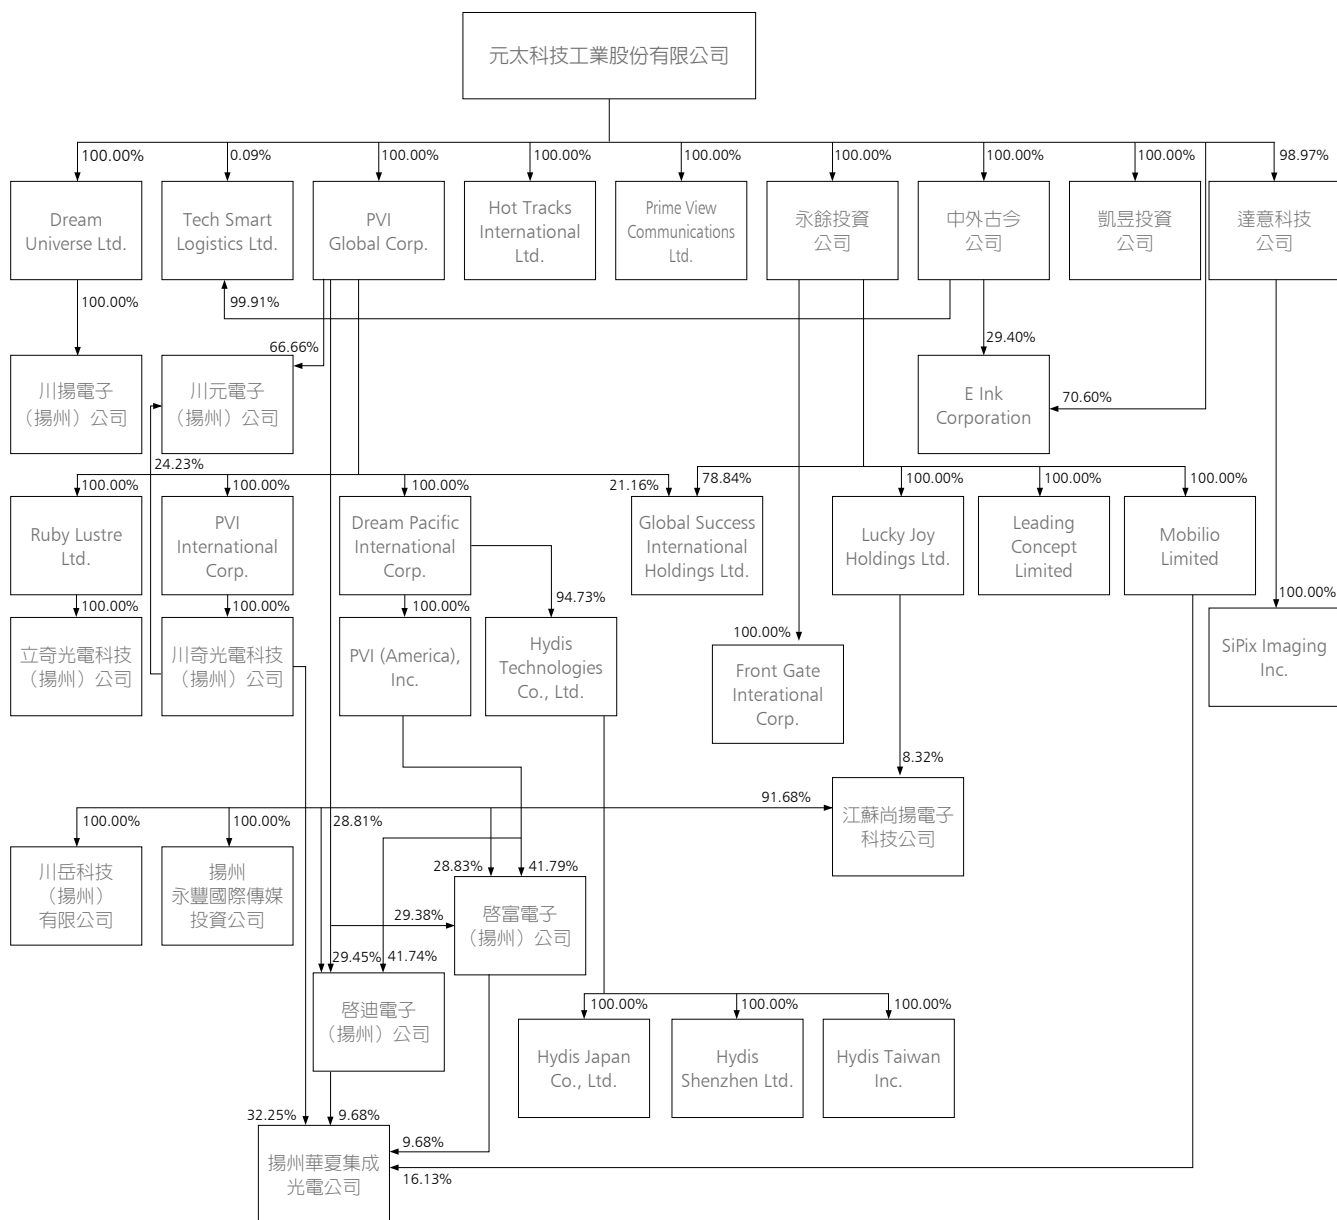 元太科技工業股份有限公司
100.00%
0.09%
100.00%
100.00%
100.00%
100.00%
100.00%
100.00%
98.97%
Dream
Universe Ltd.
Tech Smart
Logistics Ltd.
PVI
Global Corp.
Hot Tracks
International
Ltd.
Prime View
Communications
Ltd.
永餘投資
公司
中外古今
公司
凱昱投資
公司
達意科技
公司
100.00%
99.91%
66.66%
29.40%
70.60%
川揚電子
（揚州）公司
川元電子
（揚州）公司
E Ink
Corporation
24.23%
100.00%
100.00%
100.00%
21.16%
78.84%
100.00%
100.00%
100.00%
Ruby Lustre
Ltd.
PVI
International
Corp.
Dream Pacific
International
Corp.
Global Success
International
Holdings Ltd.
Lucky Joy
Holdings Ltd.
Leading
Concept
Limited
Mobilio
Limited
100.00%
100.00%
100.00%
94.73%
100.00%
100.00%
立奇光電科技
（揚州）公司
川奇光電科技
（揚州）公司
PVI (America),
Inc.
Hydis
Technologies
Co., Ltd.
Front Gate
Interational
Corp.
SiPix Imaging
Inc.
8.32%
91.68%
江蘇尚揚電子
科技公司
100.00%
100.00%
28.81%
28.83%
41.79%
川岳科技
（揚州）
有限公司
揚州
永豐國際傳媒
投資公司
29.38%
啓富電子
（揚州）公司
29.45%
41.74%
啓迪電子
（揚州）公司
100.00%
100.00%
100.00%
Hydis Japan
Co., Ltd.
Hydis
Shenzhen Ltd.
Hydis Taiwan
Inc.
32.25%
9.68%
9.68%
16.13%
揚州華夏集成
光電公司